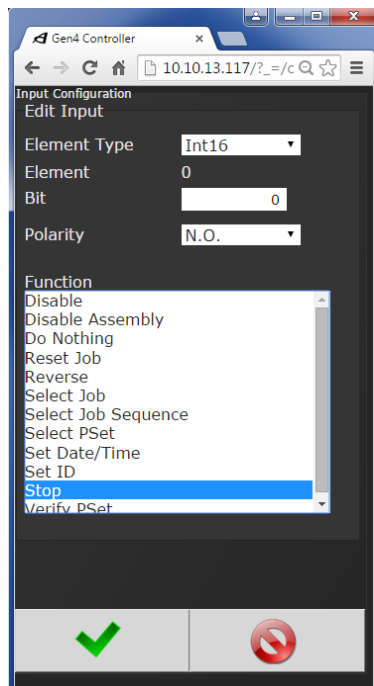 Gen4 Controller
10.10.13.117/?_=/c
Input Configuration
Edit Input
Element Type Int16
Element 0
Bit 0
Polarity N.O.
Function
Disable
Disable Assembly
Do Nothing
Reset Job
Reverse
Select Job
Select Job Sequence
Select PSet
Set Date/Time
Set ID
Stop
Verify PSet